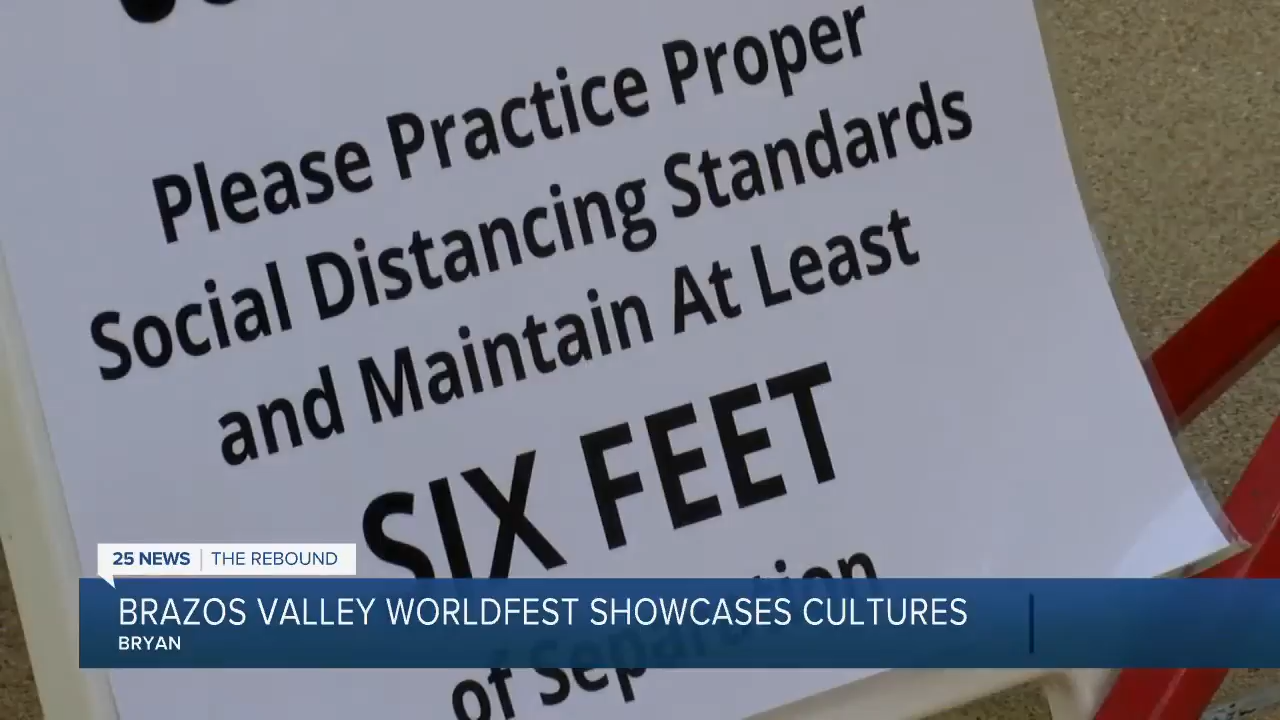 Please Practice Proper
Social Distancing Standards
and Maintain At Least
SIX FEET
of Separation
25 NEWS | THE REBOUND
BRAZOS VALLEY WORLDFEST SHOWCASES CULTURES
BRYAN